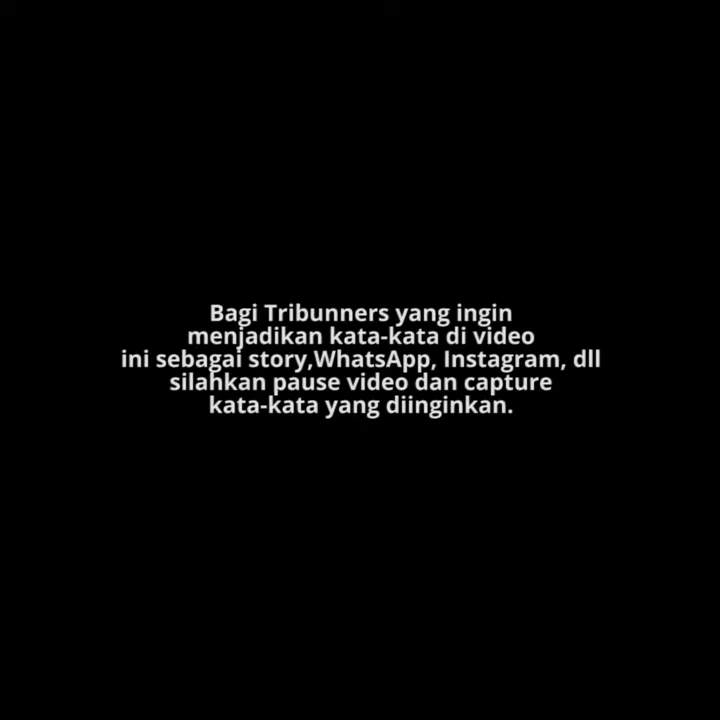 Bagi Tribunners yang ingin
menjadikan kata-kata di video
ini sebagai story,WhatsApp, Instagram, dll
silahkan pause video dan capture
kata-kata yang diinginkan.